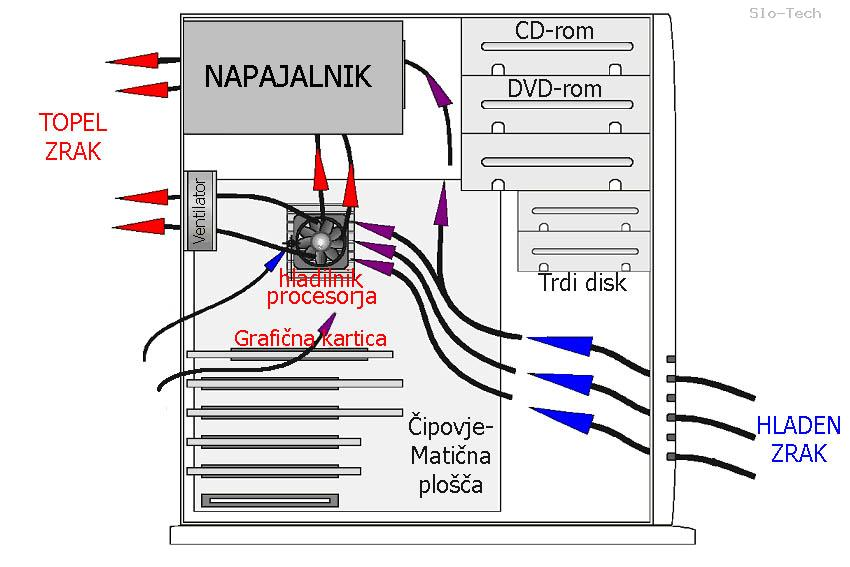 Slo-Tech
CD-rom
NAPAJALNIK
DVD-rom
TOPEL
ZRAK
Ventilator
hladilnik
procesorja
Trdi disk
Grafična kartica
Čipovje-
Matična
plošča
HLADEN
ZRAK